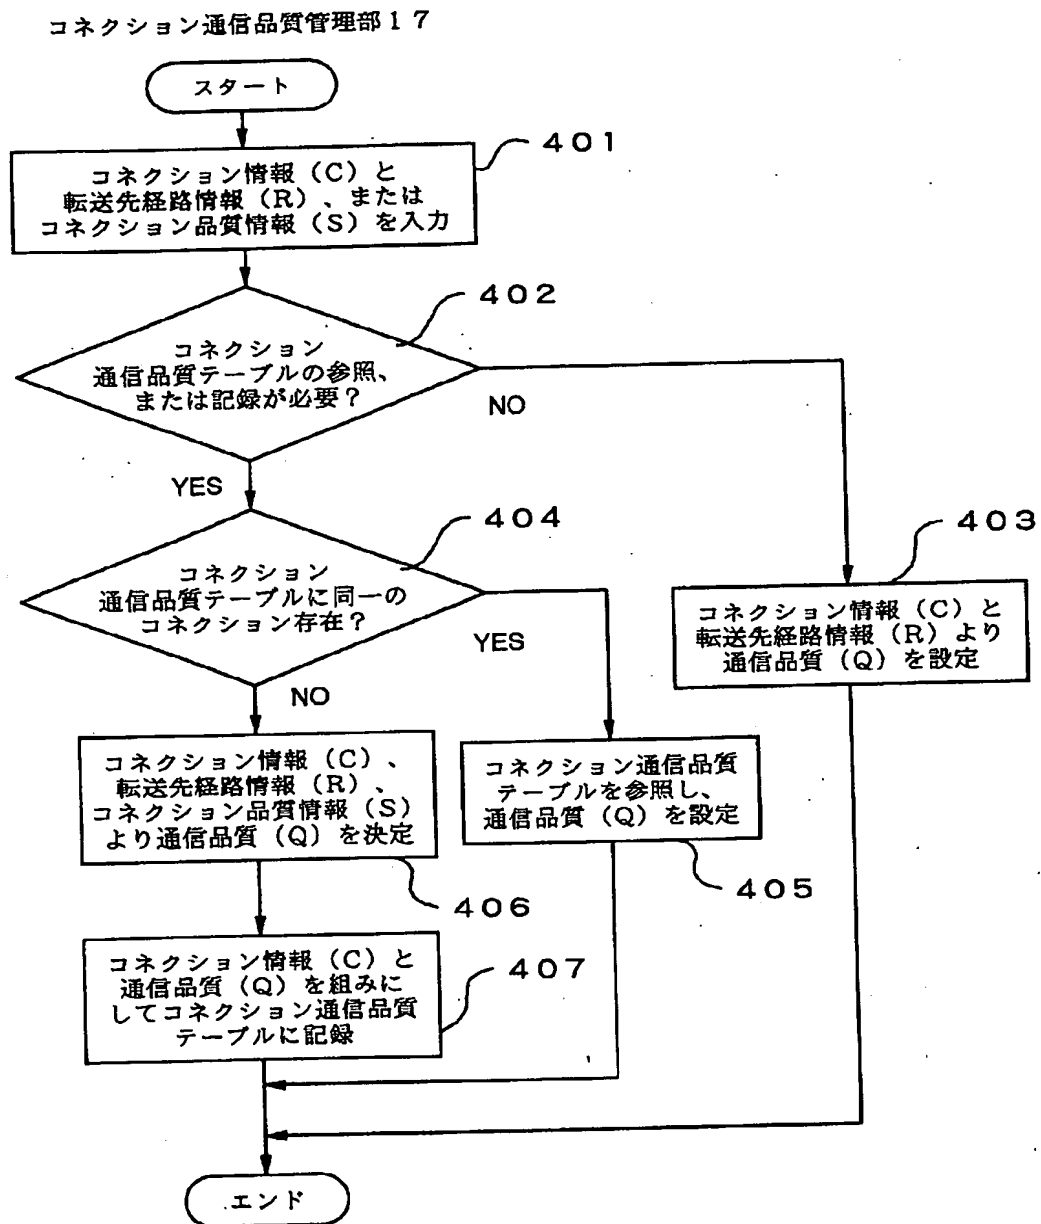 コネクション通信品質管理部17
スタート
401
コネクション情報(C)と
転送先経路情報(R)、または
コネクション品質情報(S)を入力
402
コネクション
通信品質テーブルの参照、
または記録が必要?
NO
YES
404
コネクション
通信品質テーブルに同一の
コネクション存在?
YES
NO
403
コネクション情報(C)と
転送先経路情報(R)より
通信品質(Q)を設定
コネクション情報(C)、
転送先経路情報(R)、
コネクション品質情報(S)
より通信品質(Q)を決定
406
コネクション通信品質
テーブルを参照し、
通信品質(Q)を設定
405
コネクション情報(C)と
通信品質(Q)を組みに
してコネクション通信品質
テーブルに記録
407
エンド